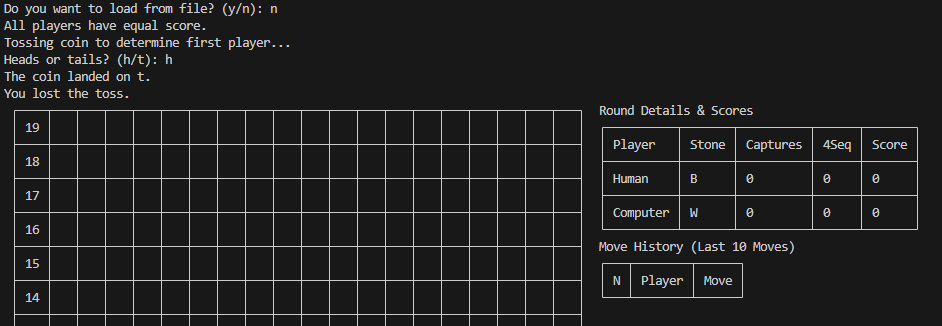 Do you want to load from file? (y/n): n
All players have equal score.
Tossing coin to determine first player...
Heads or tails? (h/t): h
The coin landed on t.
You lost the toss.
19
18
17
16
15
14
Round Details & Scores
Player Stone Captures 4Seq Score
Human B 0 0 0
Computer W 0 0 0
Move History (Last 10 Moves)
N Player Move